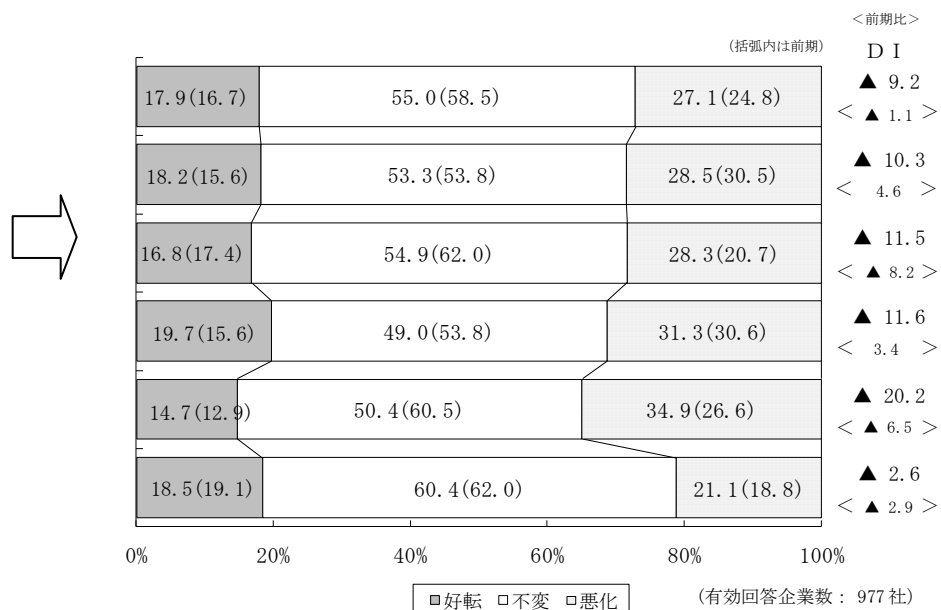 ＜前期比＞
(括弧内は前期)
ＤＩ
17.9(16.7) 55.0(58.5) 27.1(24.8) ▲ 9.2
＜ ▲ 1.1 ＞
18.2(15.6) 53.3(53.8) 28.5(30.5) ▲ 10.3
＜ 4.6 ＞
16.8(17.4) 54.9(62.0) 28.3(20.7) ▲ 11.5
＜ ▲ 8.2 ＞
19.7(15.6) 49.0(53.8) 31.3(30.6) ▲ 11.6
＜ 3.4 ＞
14.7(12.9) 50.4(60.5) 34.9(26.6) ▲ 20.2
＜ ▲ 6.5 ＞
18.5(19.1) 60.4(62.0) 21.1(18.8) ▲ 2.6
＜ ▲ 2.9 ＞
0% 20% 40% 60% 80% 100%
好転 不変 悪化 (有効回答企業数：977社)